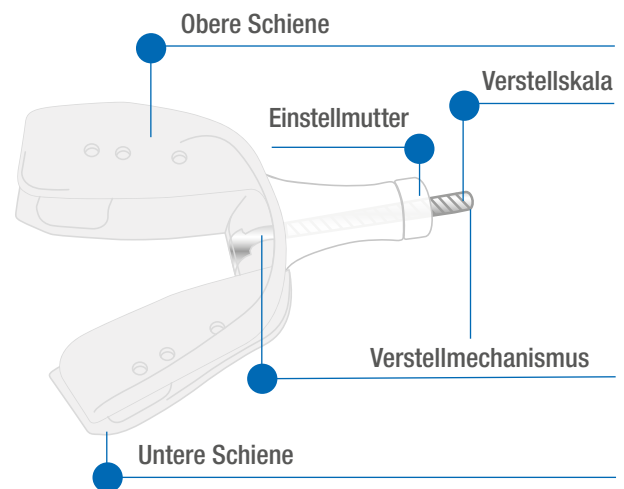 Obere Schiene
Verstellskala
Einstellmutter
Verstellmechanismus
Untere Schiene